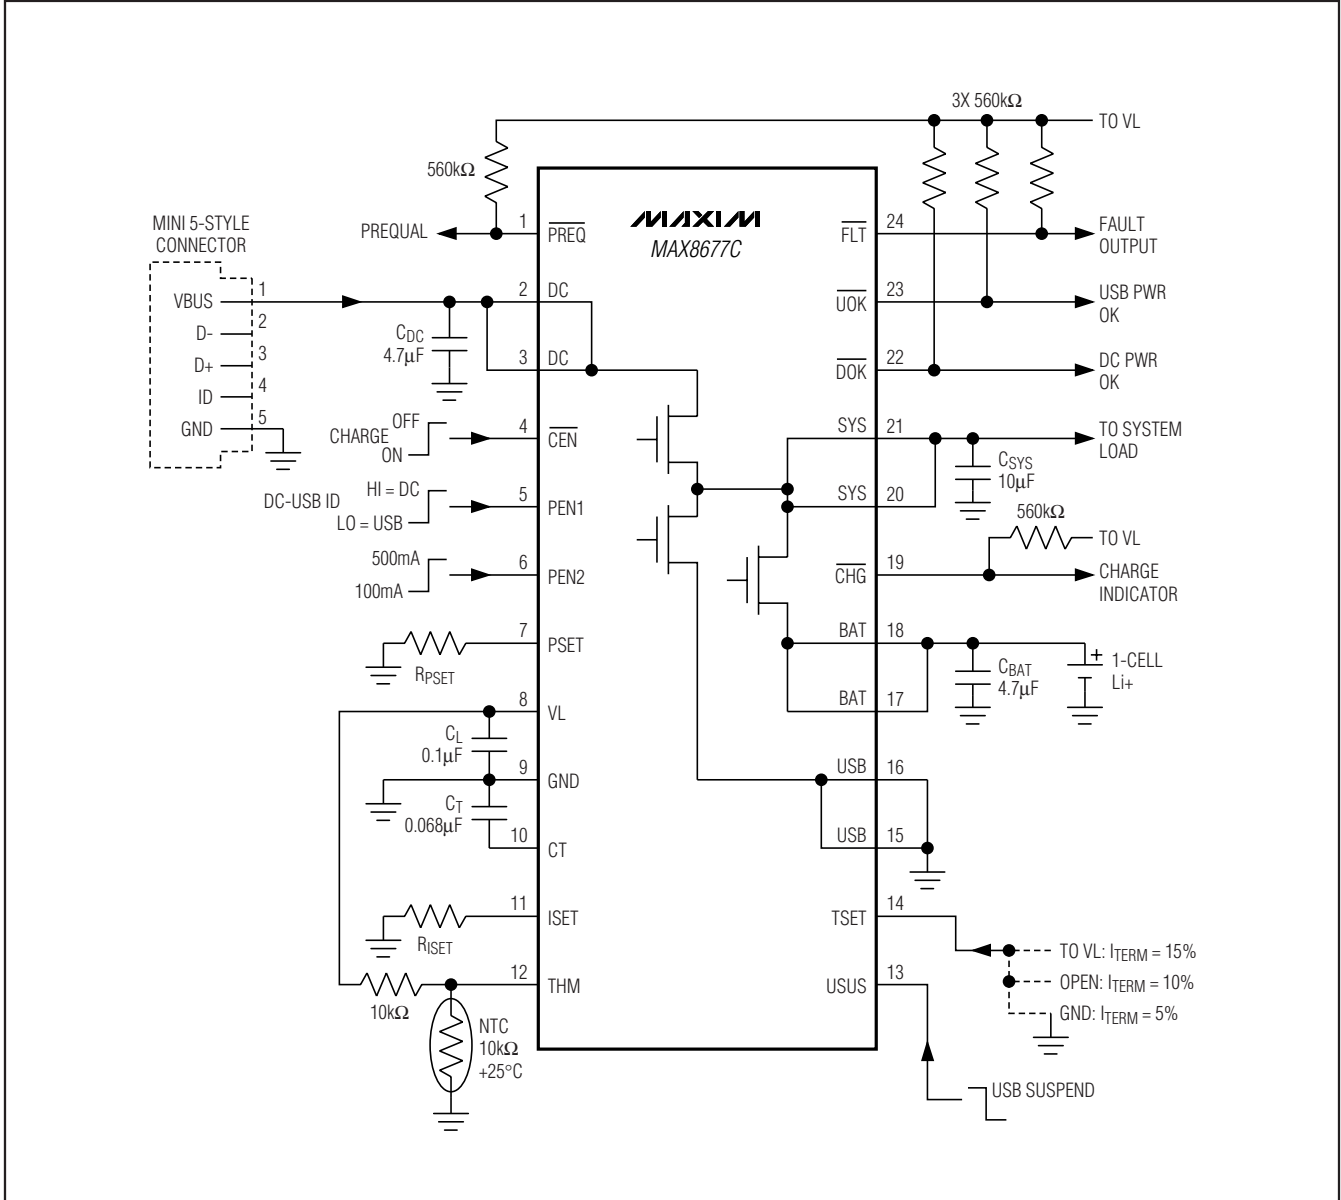 3X 560kΩ
TO VL
560kΩ
MAXIM
MAX8677C
MINI 5-STYLE
CONNECTOR
VBUS
1
D-
2
D+
3
ID
4
GND
5
PREQUAL
1
PREQ
2
DC
CDC
4.7μF
3
DC
OFF
CHARGE
ON
4
CEN
DC-USB ID
HI = DC
LO = USB
5
PEN1
500mA
100mA
6
PEN2
7
PSET
RPSET
8
VL
CL
0.1μF
9
GND
CT
0.068μF
10
CT
11
ISET
RISET
12
THM
10kΩ
NTC
10kΩ
+25°C
FLT
24
FAULT
OUTPUT
UOK
23
USB PWR
OK
DOK
22
DC PWR
OK
SYS
21
TO SYSTEM
LOAD
CSYS
10μF
SYS
20
560kΩ
TO VL
CHG
19
CHARGE
INDICATOR
BAT
18
CBAT
4.7μF
+
1-CELL
Li+
BAT
17
USB
16
USB
15
TSET
14
TO VL: ITERM = 15%
OPEN: ITERM = 10%
GND: ITERM = 5%
USUS
13
USB SUSPEND